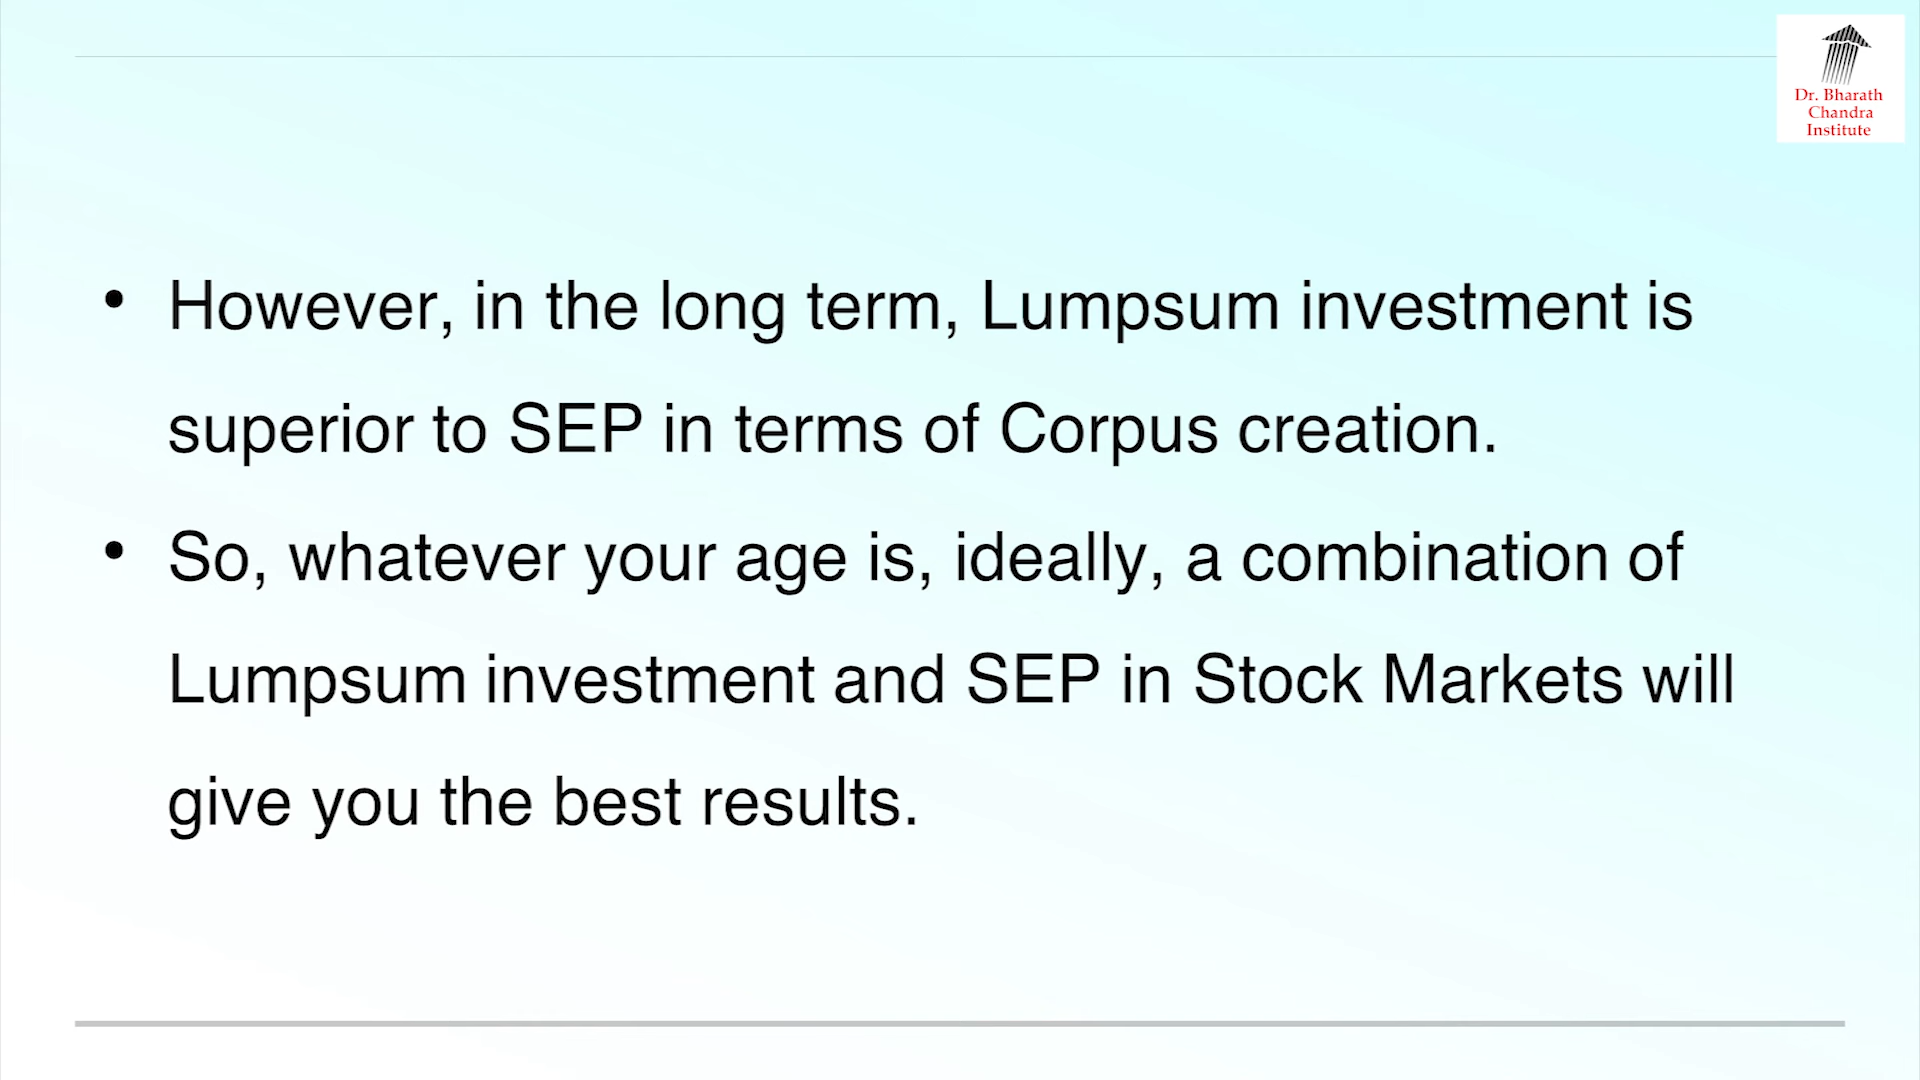 Dr. Bharath
Chandra
Institute
• However, in the long term, Lumpsum investment is
superior to SEP in terms of Corpus creation.
• So, whatever your age is, ideally, a combination of
Lumpsum investment and SEP in Stock Markets will
give you the best results.